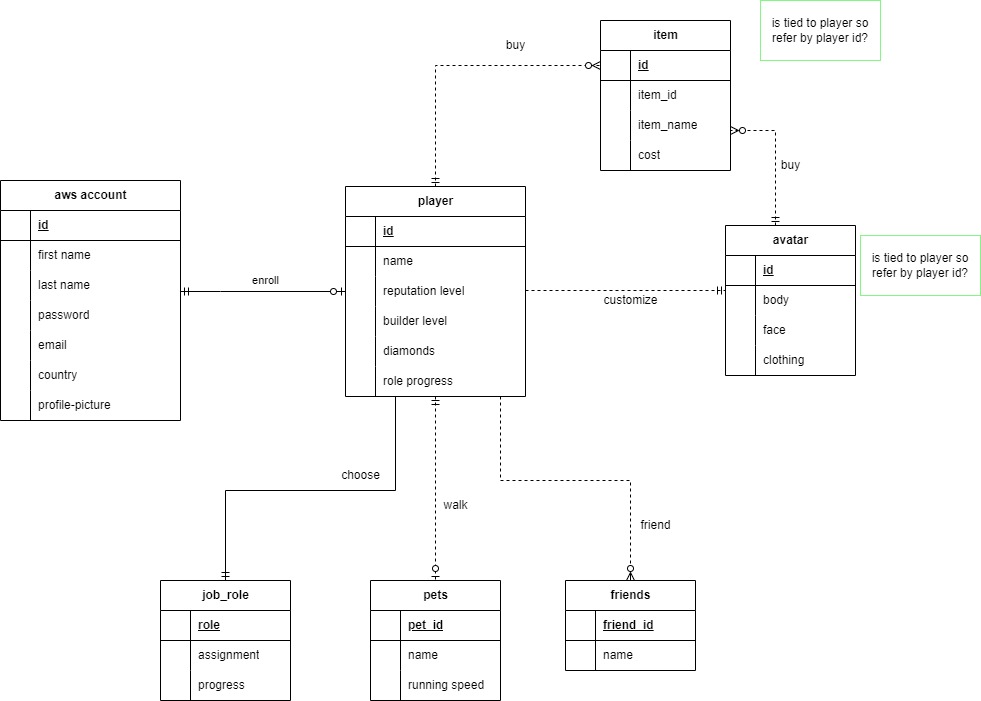 is tied to player so
refer by player id?
item
id
item_id
item_name
cost
buy
buy
aws account
id
first name
last name
password
email
country
profile-picture
enroll
player
id
name
reputation level
builder level
diamonds
role progress
customize
avatar
id
body
face
clothing
is tied to player so
refer by player id?
choose
walk
friend
job_role
role
assignment
progress
pets
pet_id
name
running speed
friends
friend_id
name